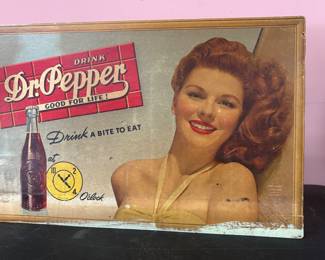 DRINK
Dr.Pepper
GOOD FOR LIFE!
Drink A BITE TO EAT
at
10 2
4
O'clock